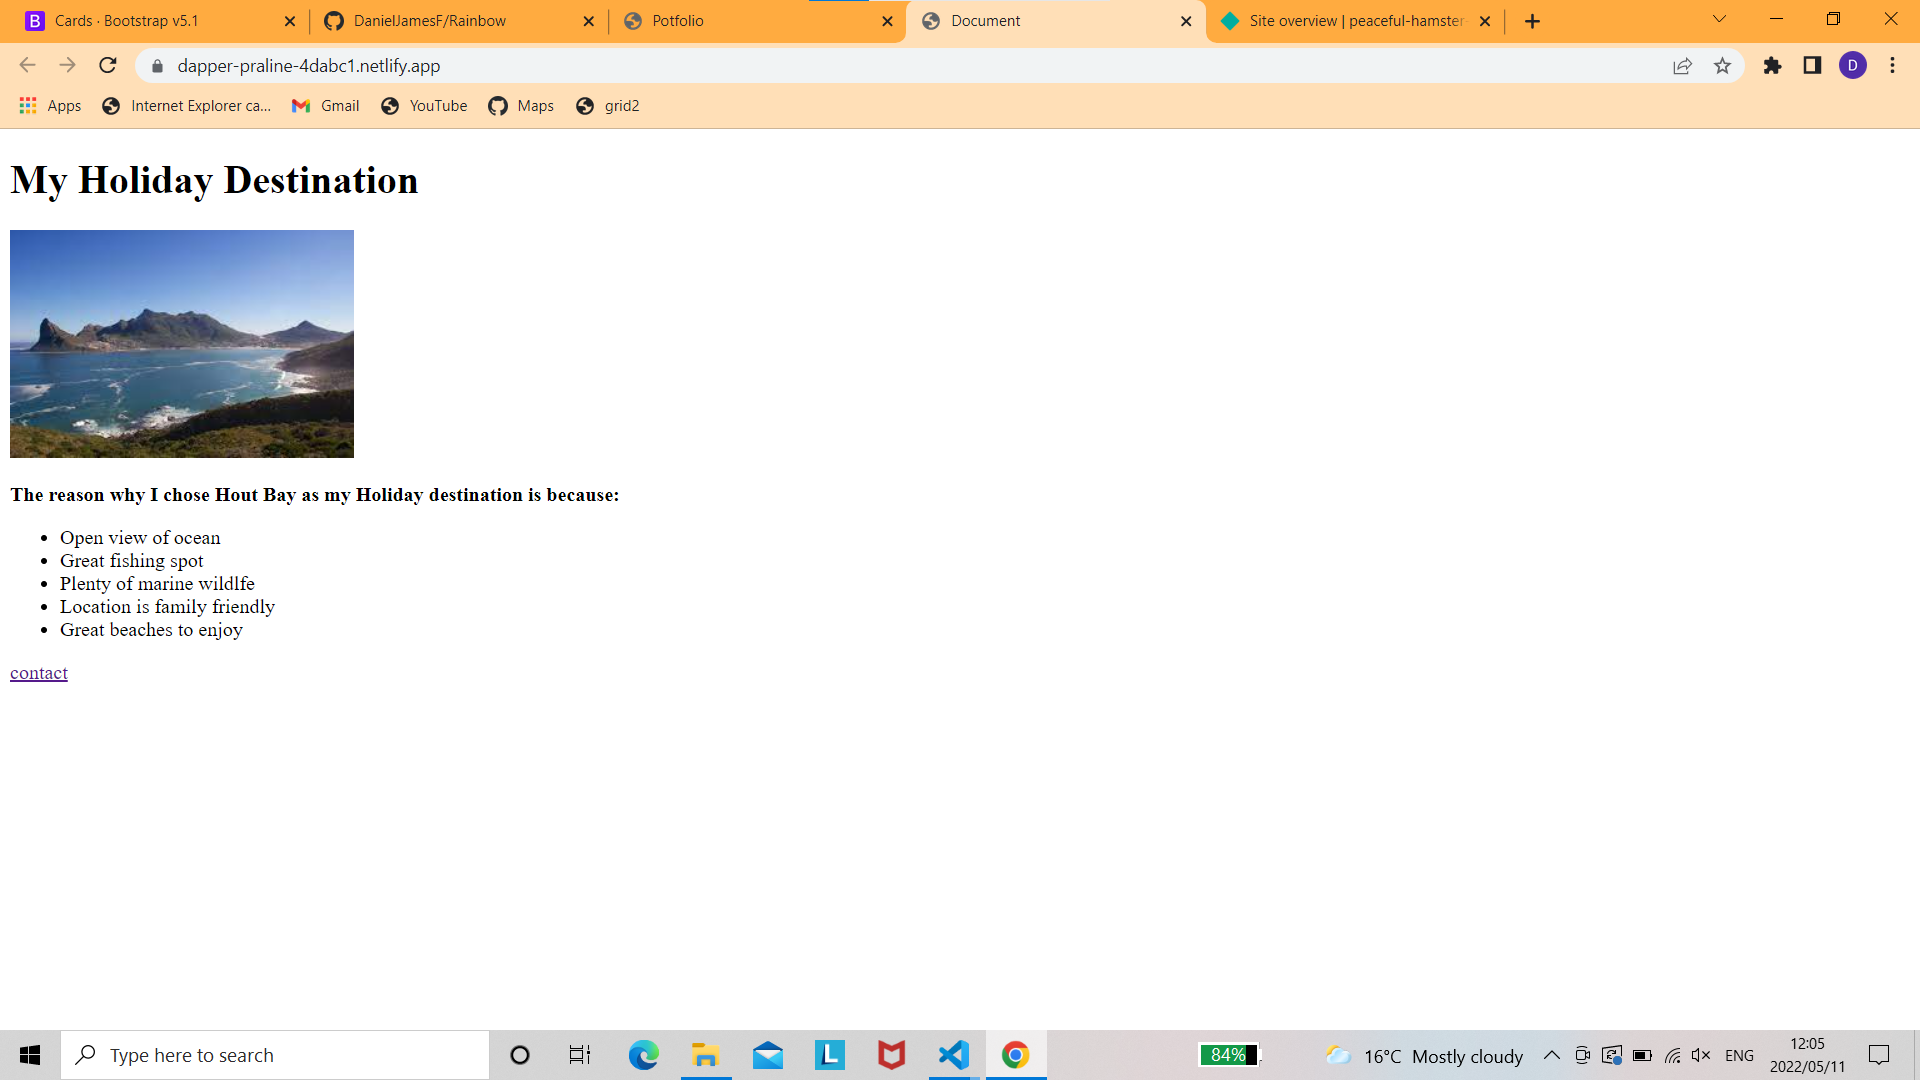 Cards · Bootstrap v5.1
DanielJamesF/Rainbow
Potfolio
Document
Site overview | peaceful-hamster-
dapper-praline-4dabc1.netlify.app
D
Apps
Internet Explorer ca...
Gmail
YouTube
Maps
grid2
My Holiday Destination
The reason why I chose Hout Bay as my Holiday destination is because:
• Open view of ocean
• Great fishing spot
• Plenty of marine wildlfe
• Location is family friendly
• Great beaches to enjoy
contact
Type here to search
84%
16°C Mostly cloudy
ENG
12:05
2022/05/11